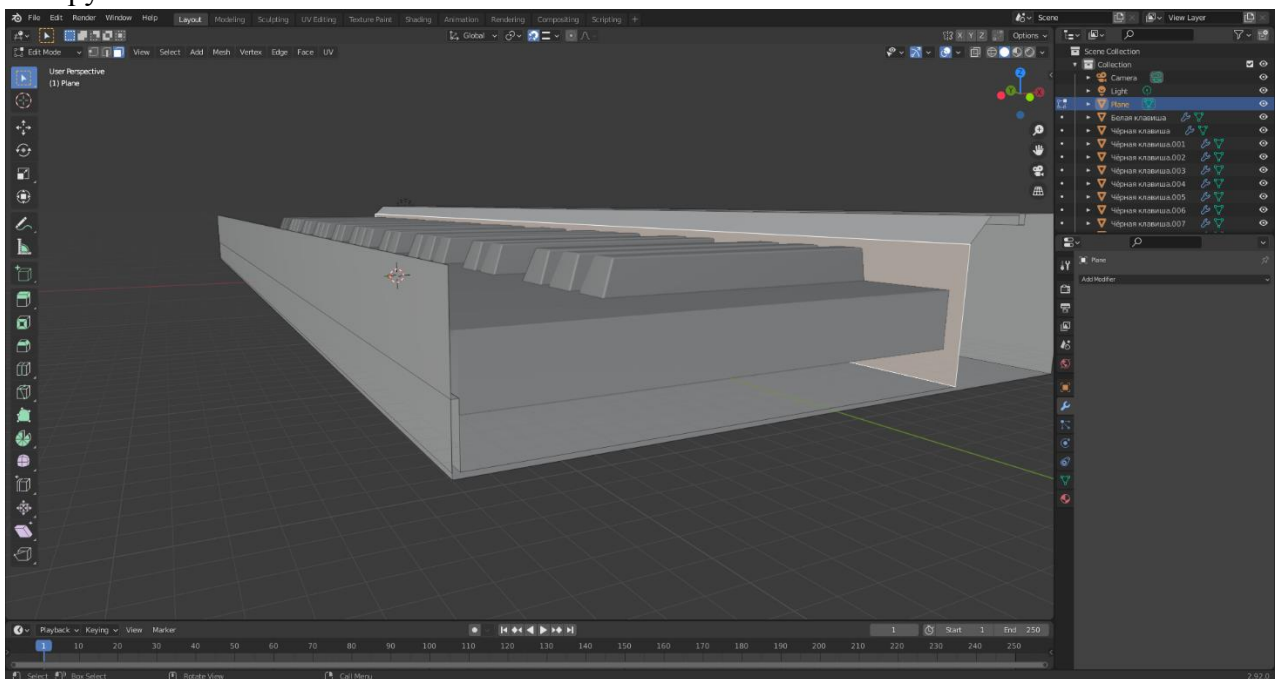 File Edit Render Window Help Layout Modeling Sculpting UV Editing Texture Paint Shading Animation Rendering Compositing Scripting + Scene View Layer
Global X Y Z Options
Edit Mode View Select Add Mesh Vertex Edge Face UV
User Perspective
(1) Plane
Z
Scene Collection
Collection
Camera
Light
Plane
Белая клавиша
Чёрная клавиша
Чёрная клавиша.001
Чёрная клавиша.002
Чёрная клавиша.003
Чёрная клавиша.004
Чёрная клавиша.005
Чёрная клавиша.006
Чёрная клавиша.007
Plane
Add Modifier
Playback Keying View Marker 1 Start 1 End 250
1 10 20 30 40 50 60 70 80 90 100 110 120 130 140 150 160 170 180 190 200 210 220 230 240 250
Select Box Select Rotate View Call Menu 2.92.0